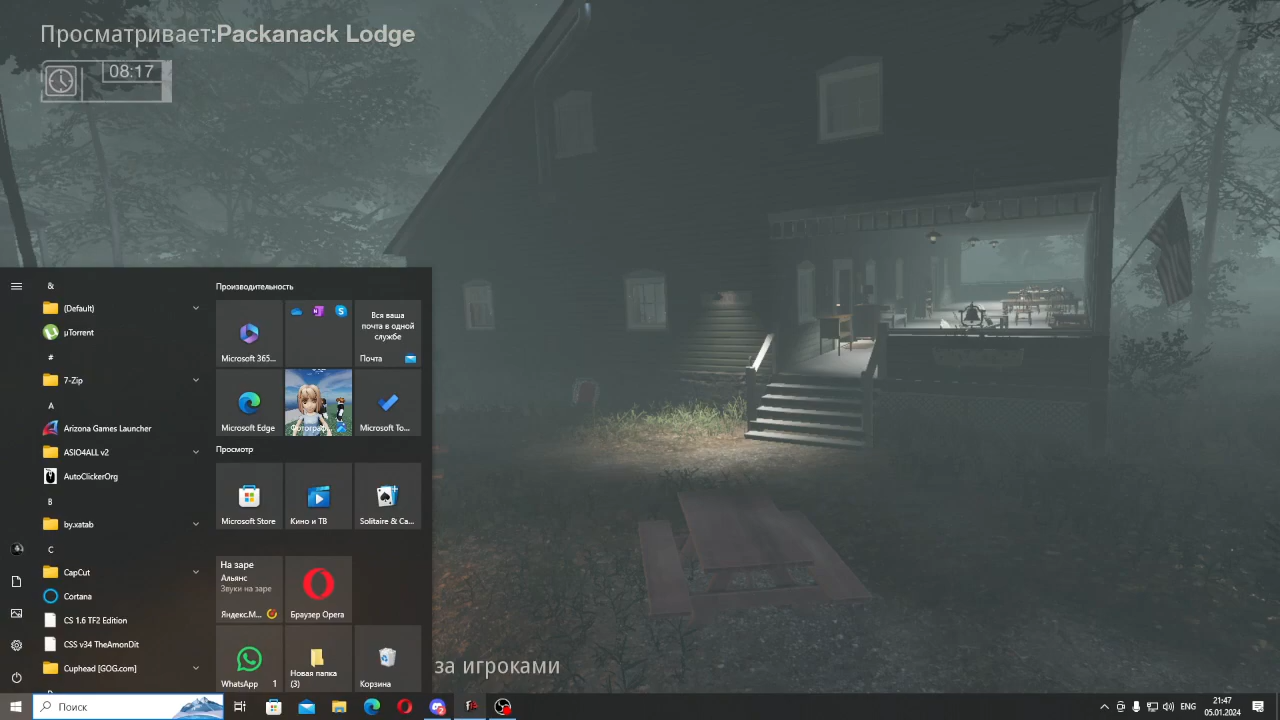 Просматривает:Packanack Lodge
08:17
&
(Default)
µTorrent
#
7-Zip
A
Arizona Games Launcher
ASIO4ALL v2
AutoClickerOrg
B
by.xatab
C
CapCut
Cortana
CS 1.6 TF2 Edition
CSS v34 TheAmonDit
Cuphead [GOG.com]
Производительность
Microsoft 365...
Вся ваша
почта в одной
службе
Почта
Microsoft Edge
Фотограф...
Microsoft To...
Просмотр
Microsoft Store
Кино и ТВ
Solitaire & Ca...
На заре
Альянс
Звуки на заре
Яндекс.М...
Браузер Opera
WhatsApp 1
Новая папка
(3)
Корзина
за игроками
Поиск
ENG
21:47
05.01.2024